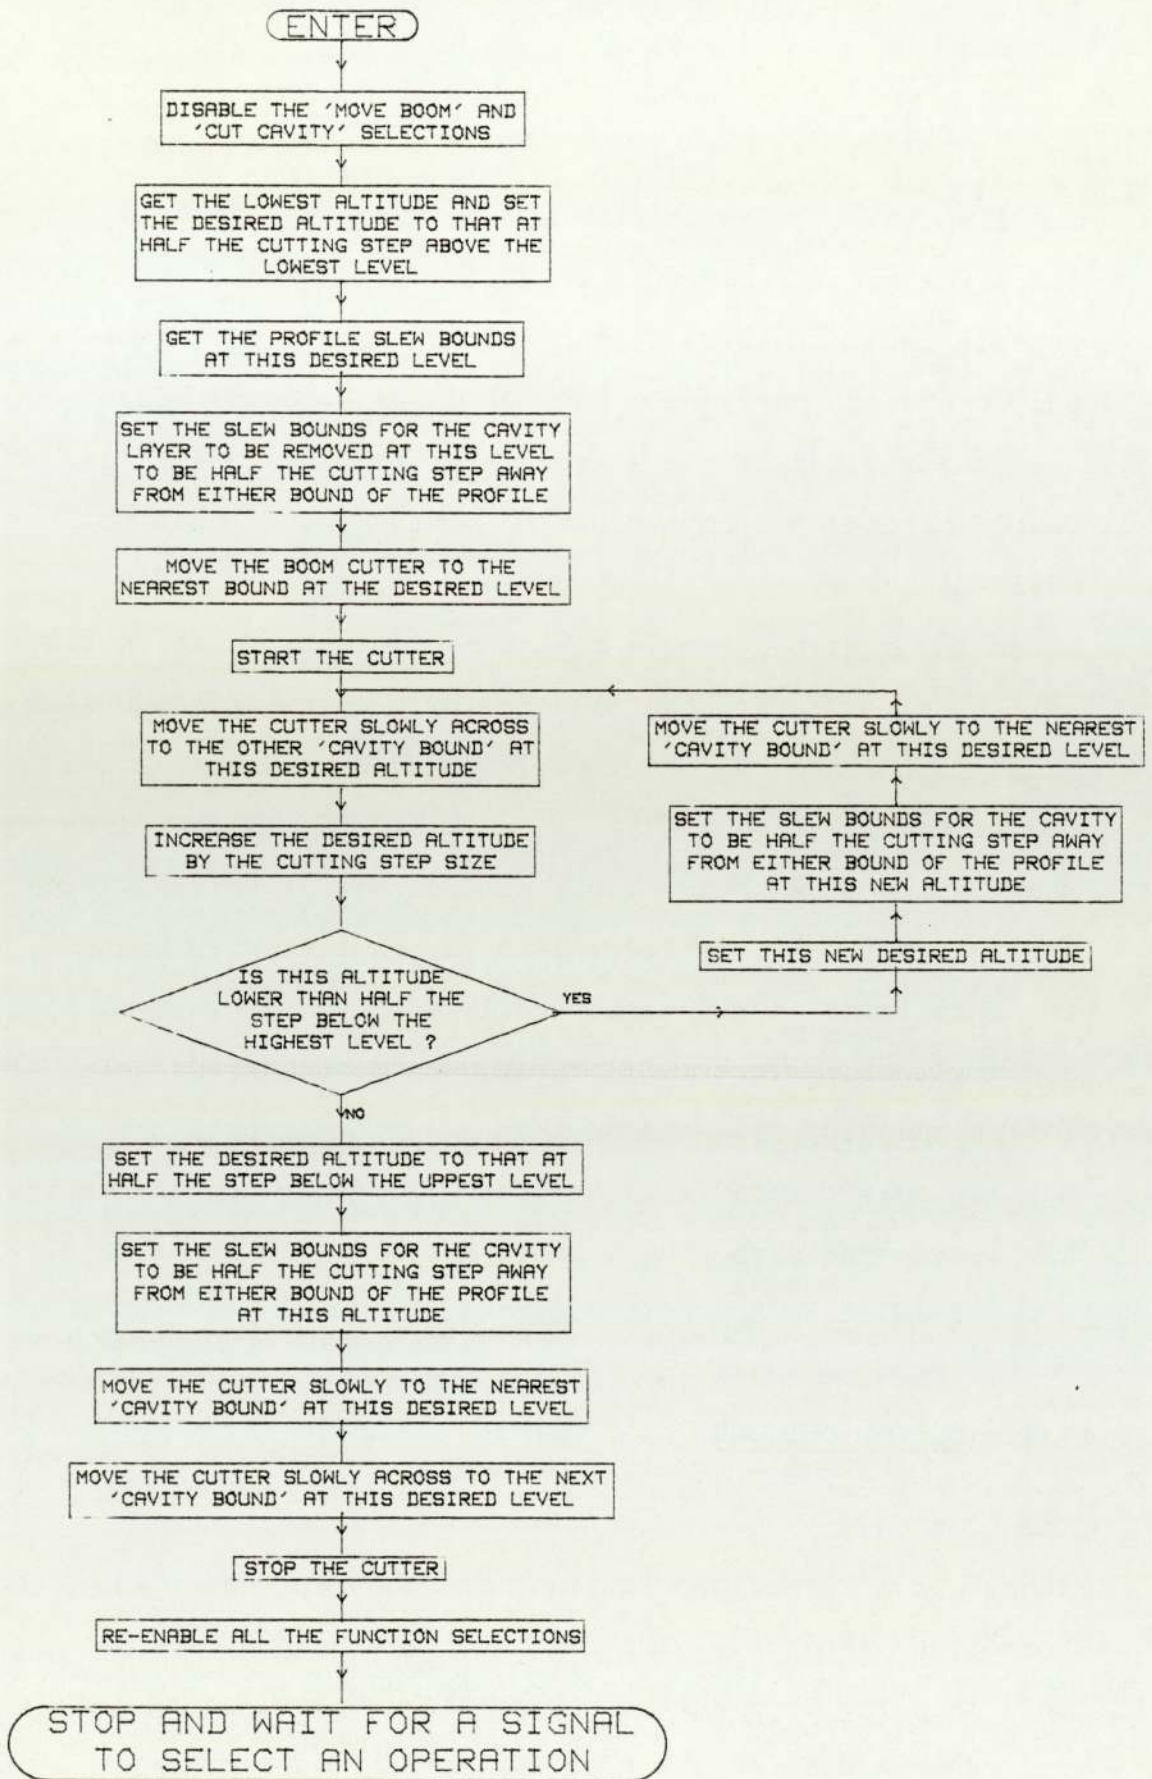 ENTER
DISABLE THE 'MOVE BOOM' AND
'CUT CAVITY' SELECTIONS
GET THE LOWEST ALTITUDE AND SET
THE DESIRED ALTITUDE TO THAT AT
HALF THE CUTTING STEP ABOVE THE
LOWEST LEVEL
GET THE PROFILE SLEW BOUNDS
AT THIS DESIRED LEVEL
SET THE SLEW BOUNDS FOR THE CAVITY
LAYER TO BE REMOVED AT THIS LEVEL
TO BE HALF THE CUTTING STEP AWAY
FROM EITHER BOUND OF THE PROFILE
MOVE THE BOOM CUTTER TO THE
NEAREST BOUND AT THE DESIRED LEVEL
START THE CUTTER
MOVE THE CUTTER SLOWLY ACROSS
TO THE OTHER 'CAVITY BOUND' AT
THIS DESIRED ALTITUDE
INCREASE THE DESIRED ALTITUDE
BY THE CUTTING STEP SIZE
IS THIS ALTITUDE
LOWER THAN HALF THE
STEP BELOW THE
HIGHEST LEVEL ?
YES
SET THIS NEW DESIRED ALTITUDE
SET THE SLEW BOUNDS FOR THE CAVITY
TO BE HALF THE CUTTING STEP AWAY
FROM EITHER BOUND OF THE PROFILE
AT THIS NEW ALTITUDE
MOVE THE CUTTER SLOWLY TO THE NEAREST
'CAVITY BOUND' AT THIS DESIRED LEVEL
NO
SET THE DESIRED ALTITUDE TO THAT AT
HALF THE STEP BELOW THE UPPEST LEVEL
SET THE SLEW BOUNDS FOR THE CAVITY
TO BE HALF THE CUTTING STEP AWAY
FROM EITHER BOUND OF THE PROFILE
AT THIS ALTITUDE
MOVE THE CUTTER SLOWLY TO THE NEAREST
'CAVITY BOUND' AT THIS DESIRED LEVEL
MOVE THE CUTTER SLOWLY ACROSS TO THE NEXT
'CAVITY BOUND' AT THIS DESIRED LEVEL
STOP THE CUTTER
RE-ENABLE ALL THE FUNCTION SELECTIONS
STOP AND WAIT FOR A SIGNAL
TO SELECT AN OPERATION